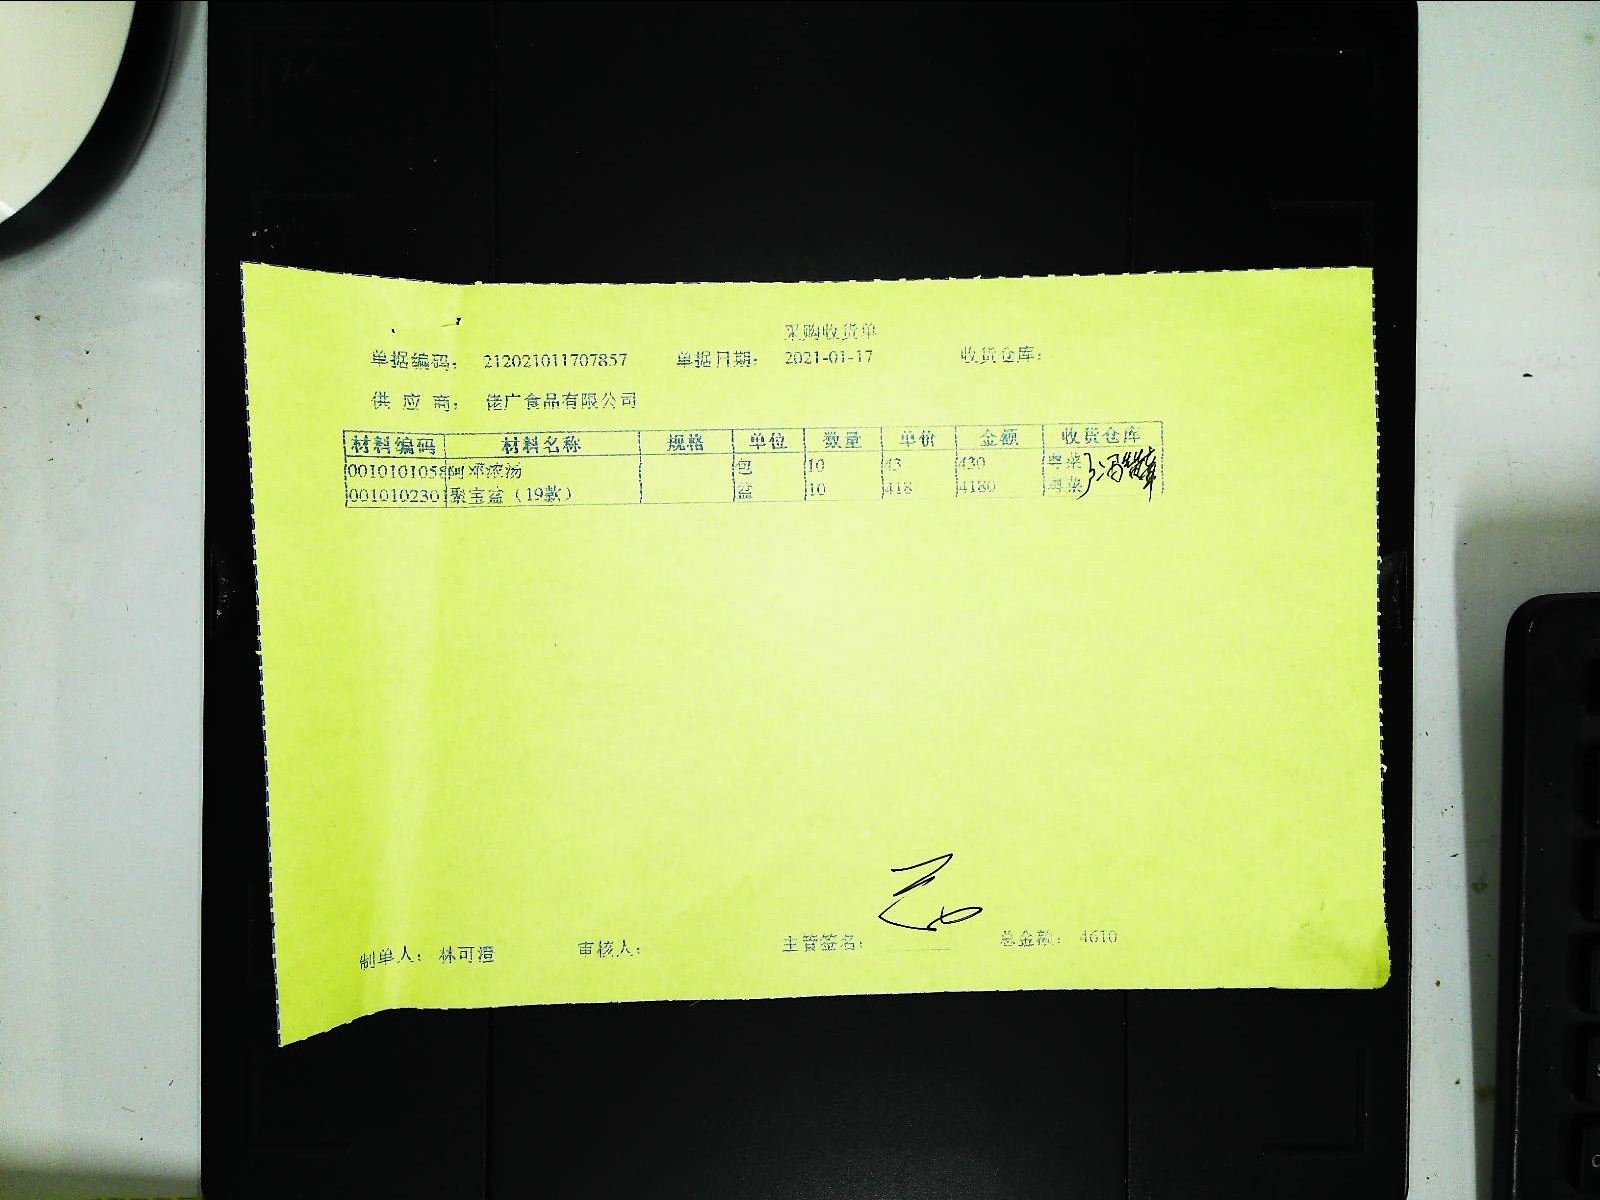 采购收货单
单据编码: 212021011707857 单据日期: 2021-01-17 收货仓库:
供应商: 佬广食品有限公司
材料编码 材料名称 规格 单位 数量 单价 金额 收货仓库
0010101058 阿邓浓汤 包 10 43 430 粤菜
001010230 聚宝盆（19款） 盆 10 418 4180 粤菜
制单人: 林可澄 审核人: 主管签名: 总金额: 4610